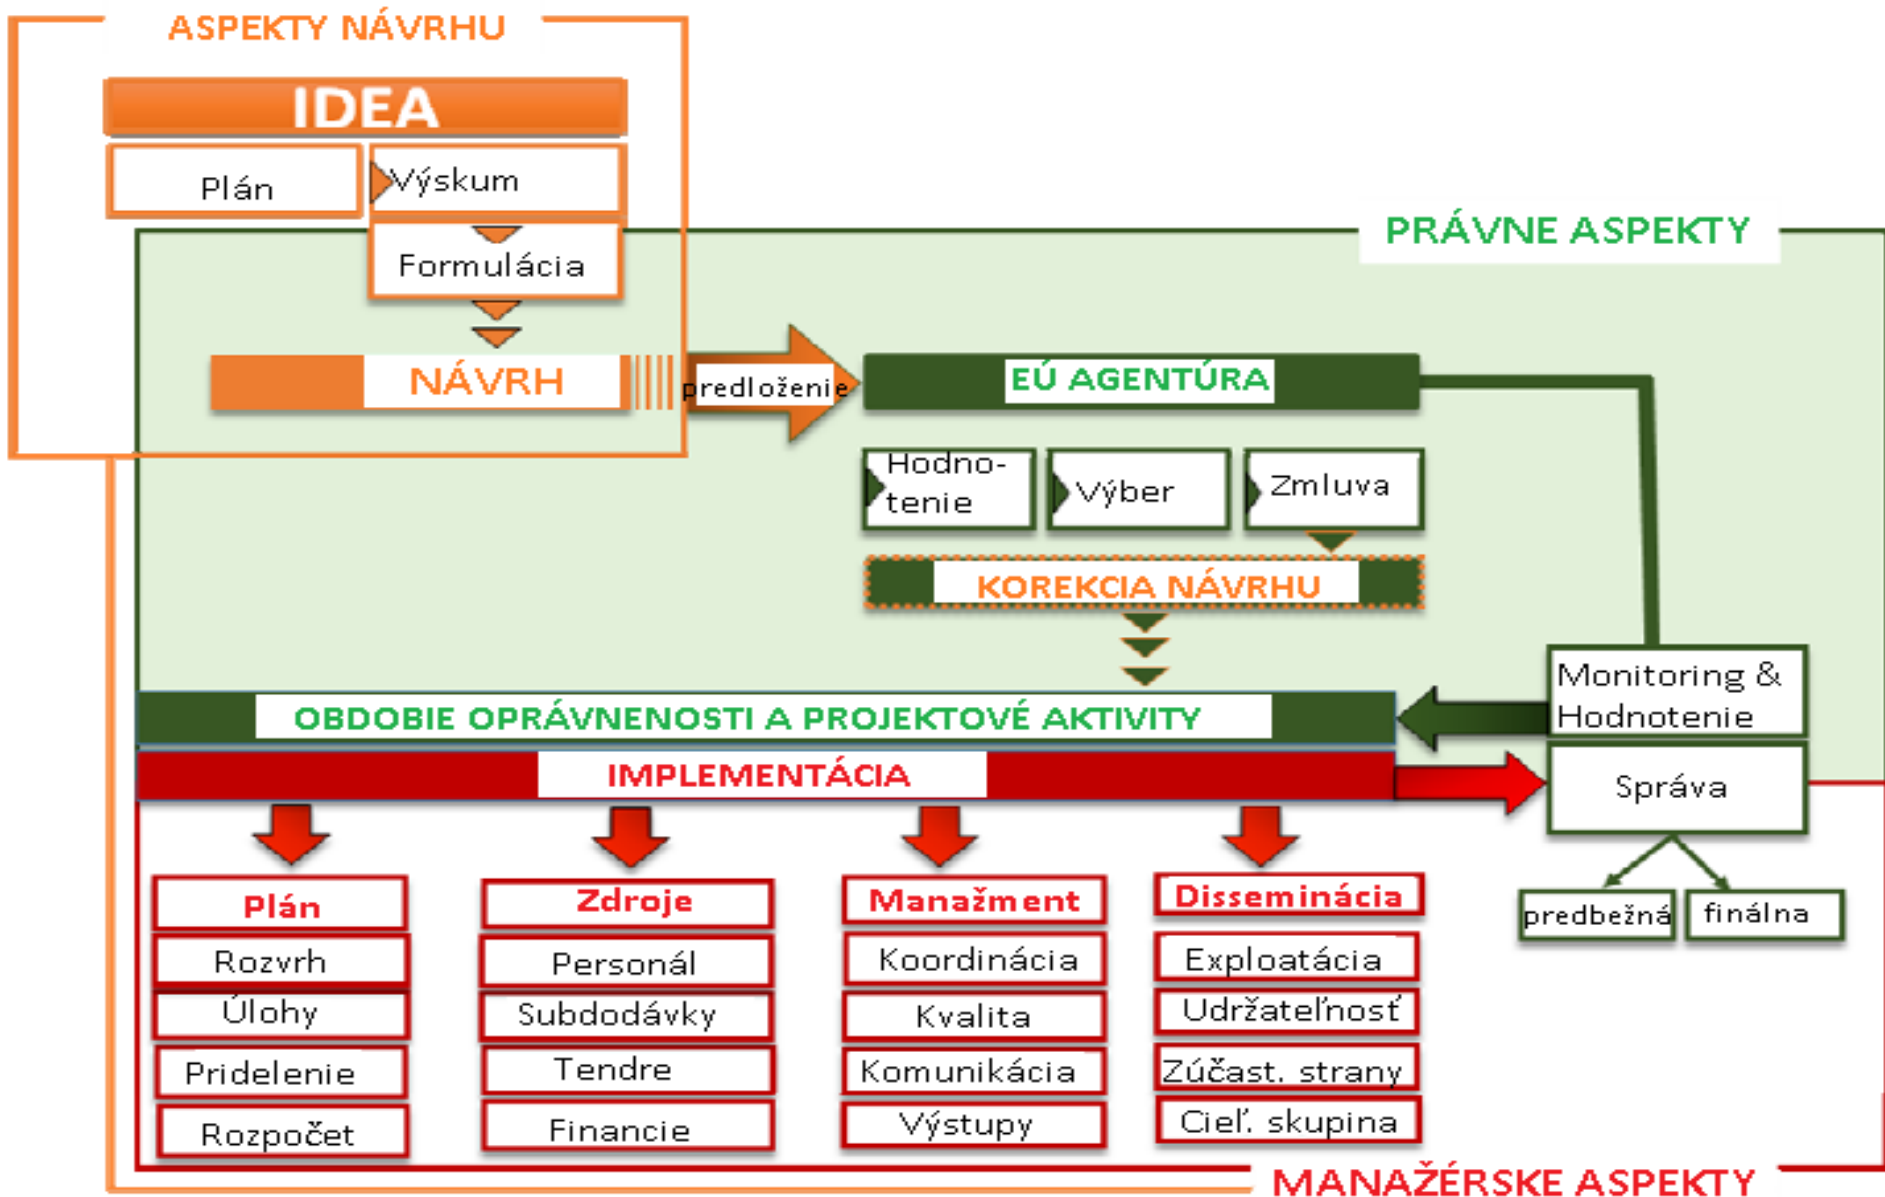 ASPEKTY NÁVRHU
IDEA
Plán
Výskum
Formulácia
PRÁVNE ASPEKTY
NÁVRH
predloženie
EÚ AGENTÚRA
Hodno-
tenie
Výber
Zmluva
KOREKCIA NÁVRHU
Monitoring &
Hodnotenie
OBDOBIE OPRÁVNENOSTI A PROJEKTOVÉ AKTIVITY
IMPLEMENTÁCIA
Správa
predbežná
finálna
Plán
Rozvrh
Úlohy
Pridelenie
Rozpočet
Zdroje
Personál
Subdodávky
Tendre
Financie
Manažment
Koordinácia
Kvalita
Komunikácia
Výstupy
Disseminácia
Exploatácia
Udržateľnosť
Zúčast. strany
Cieľ. skupina
MANAŽÉRSKE ASPEKTY